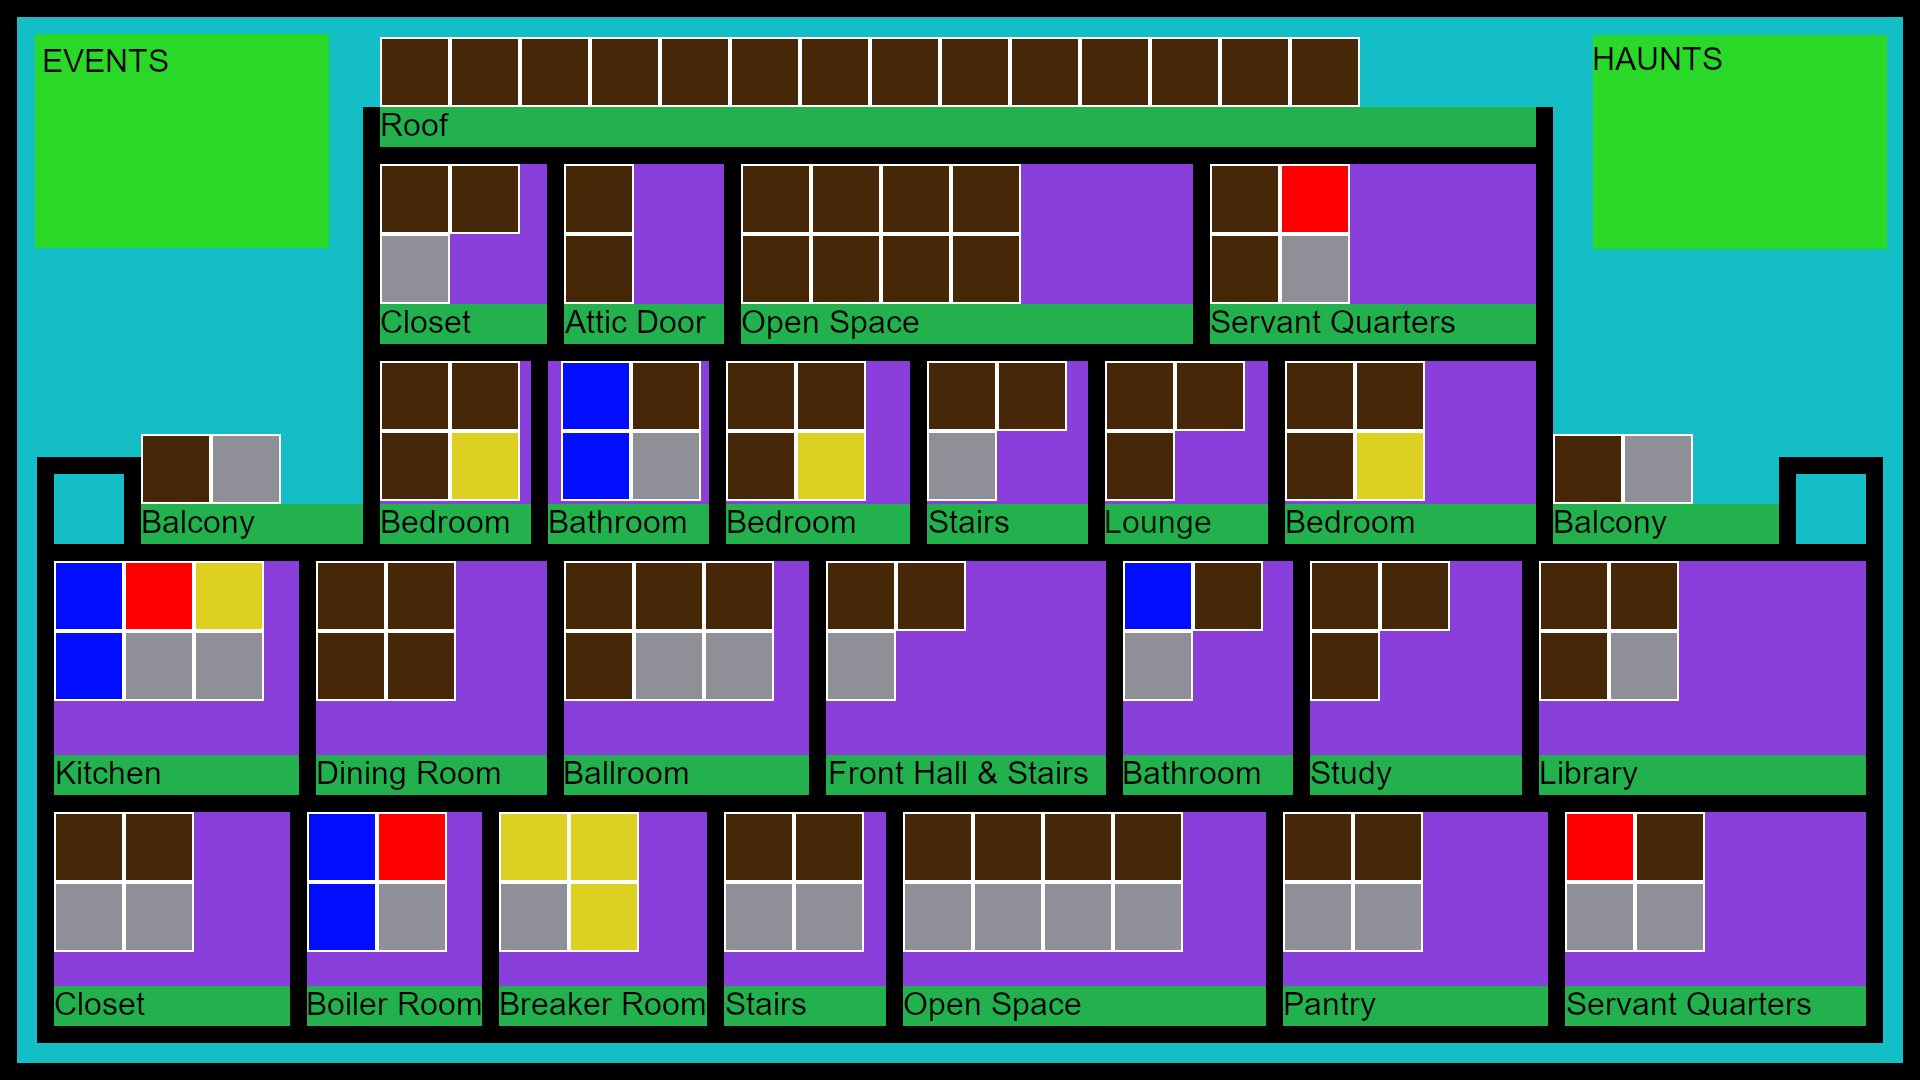 EVENTS
HAUNTS
Roof
Closet
Attic Door
Open Space
Servant Quarters
Balcony
Bedroom
Bathroom
Bedroom
Stairs
Lounge
Bedroom
Balcony
Kitchen
Dining Room
Ballroom
Front Hall & Stairs
Bathroom
Study
Library
Closet
Boiler Room
Breaker Room
Stairs
Open Space
Pantry
Servant Quarters